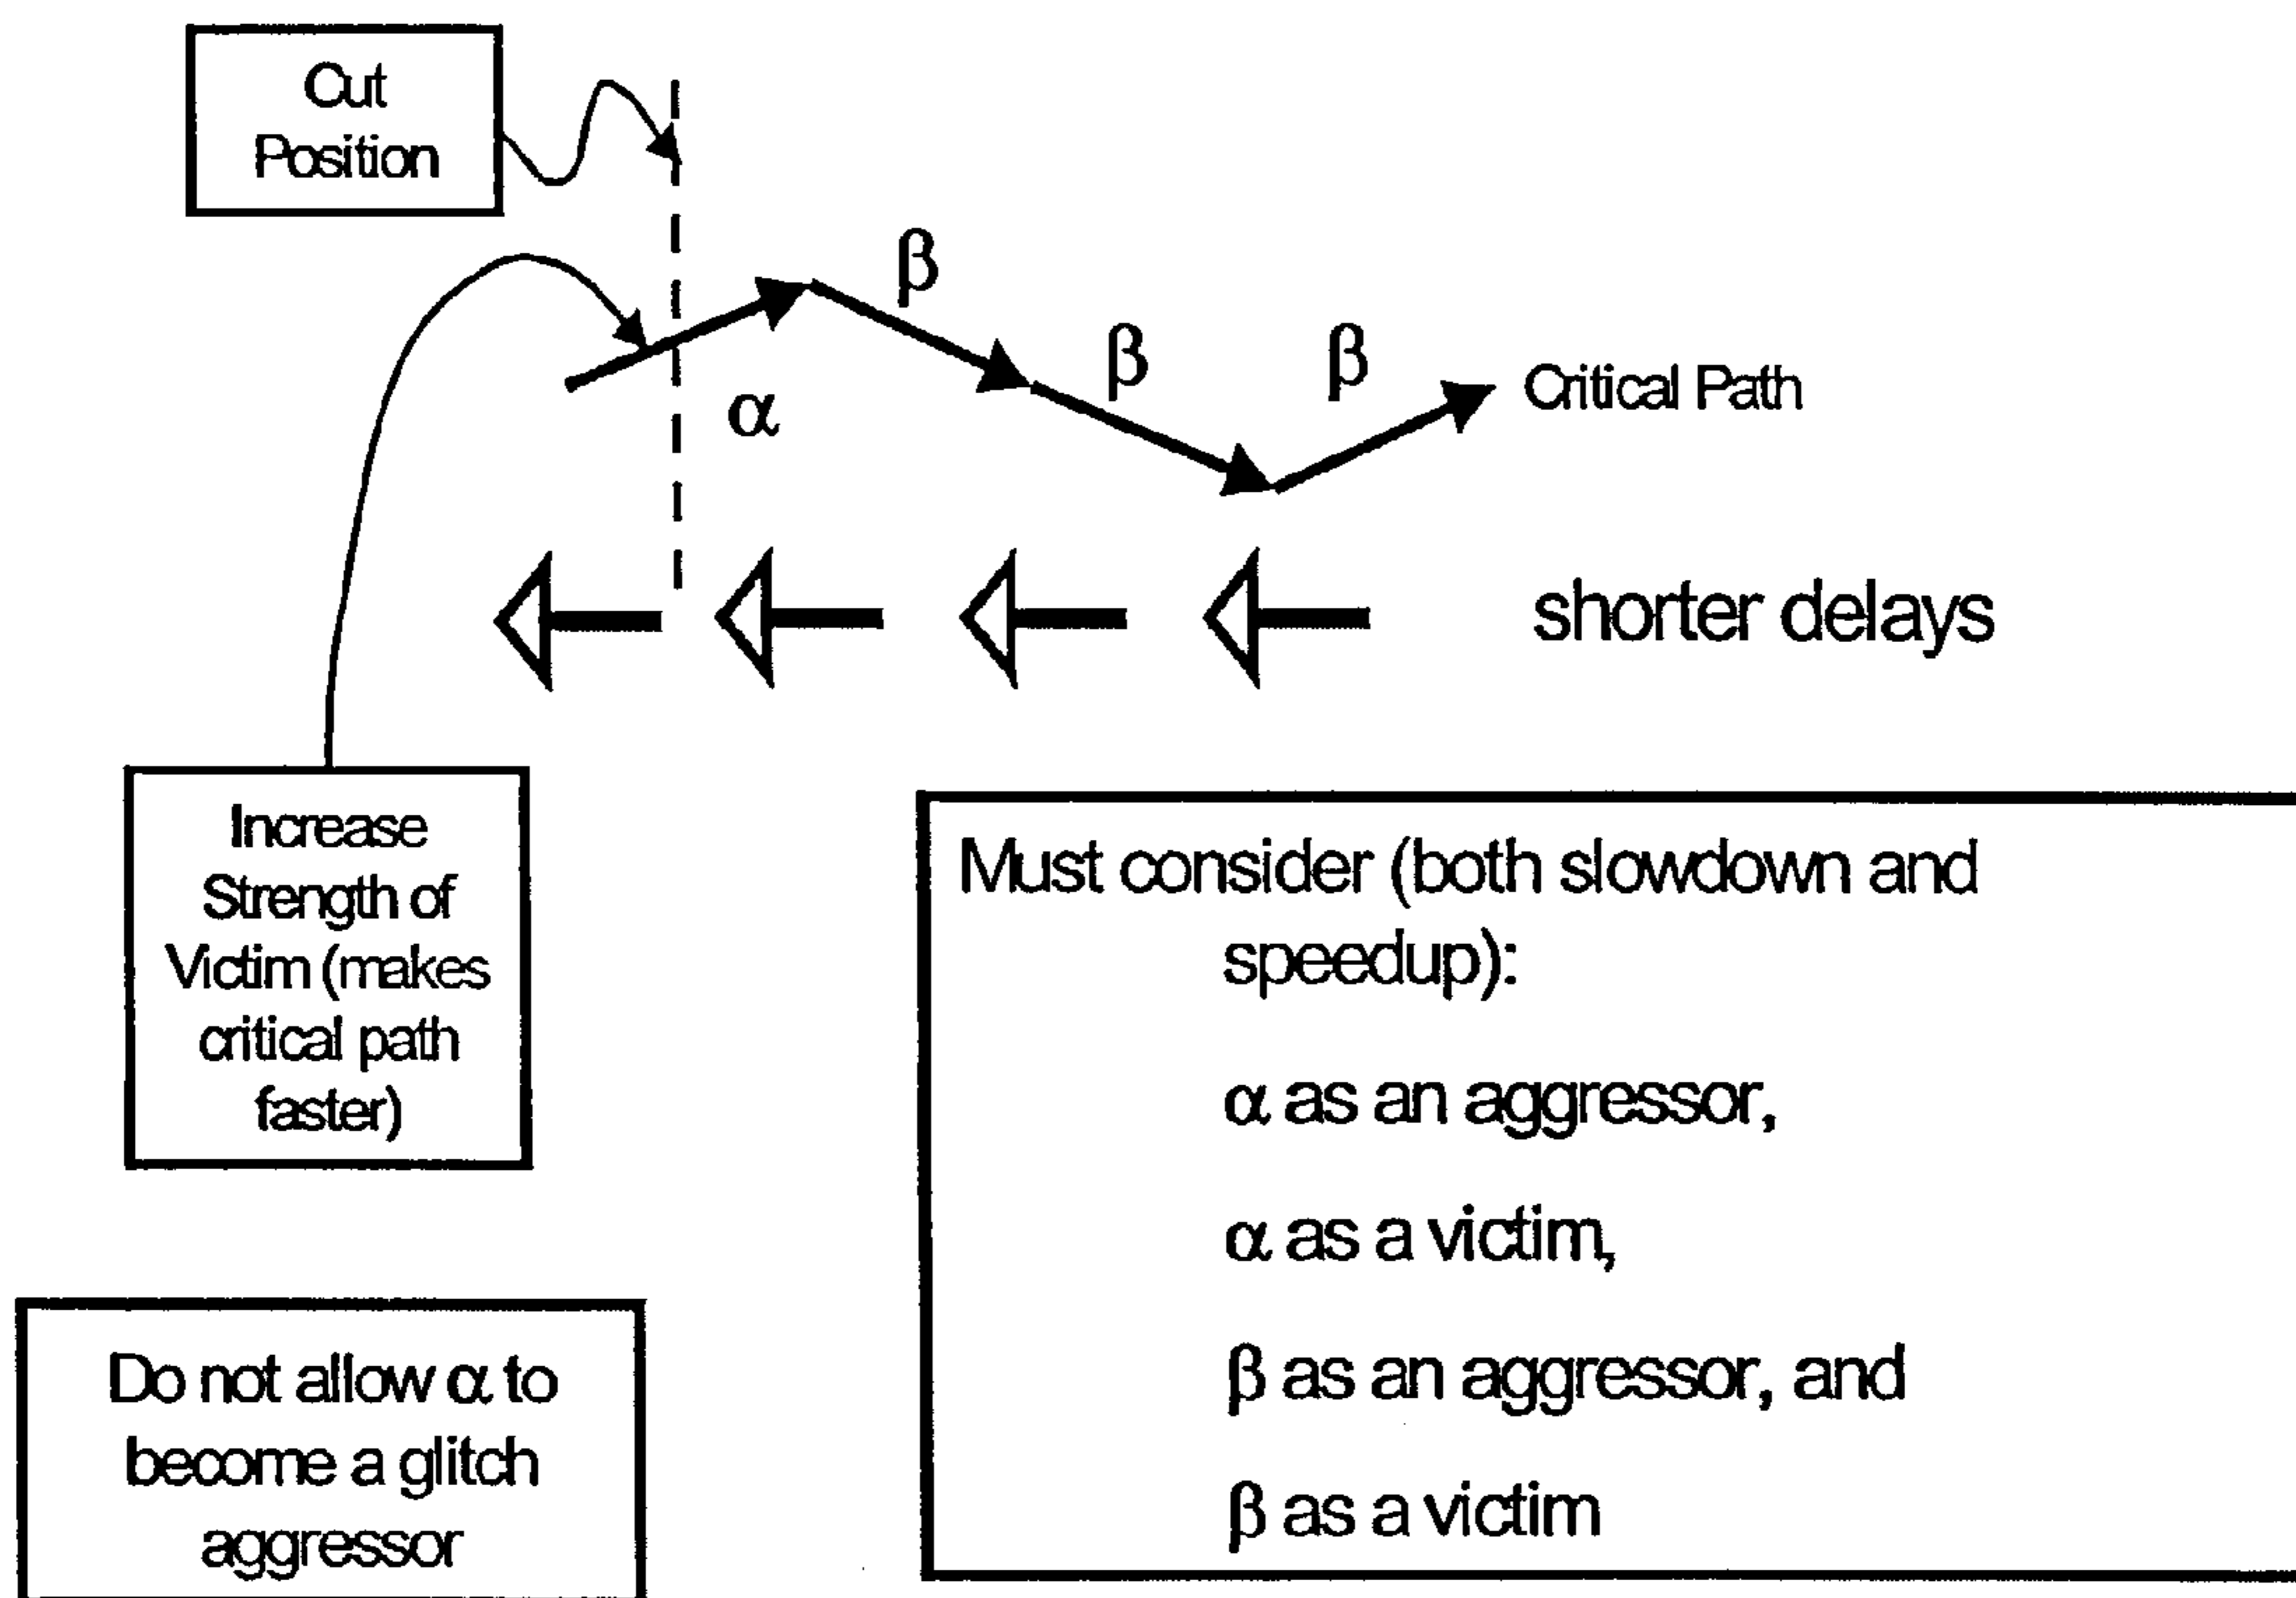 Cut
Position
β
β
β
Critical Path
α
shorter delays
Increase
Strength of
Victim (makes
critical path
faster)
Must consider (both slowdown and
speedup):
α as an aggressor,
α as a victim,
β as an aggressor, and
β as a victim
Do not allow α to
become a glitch
aggressor